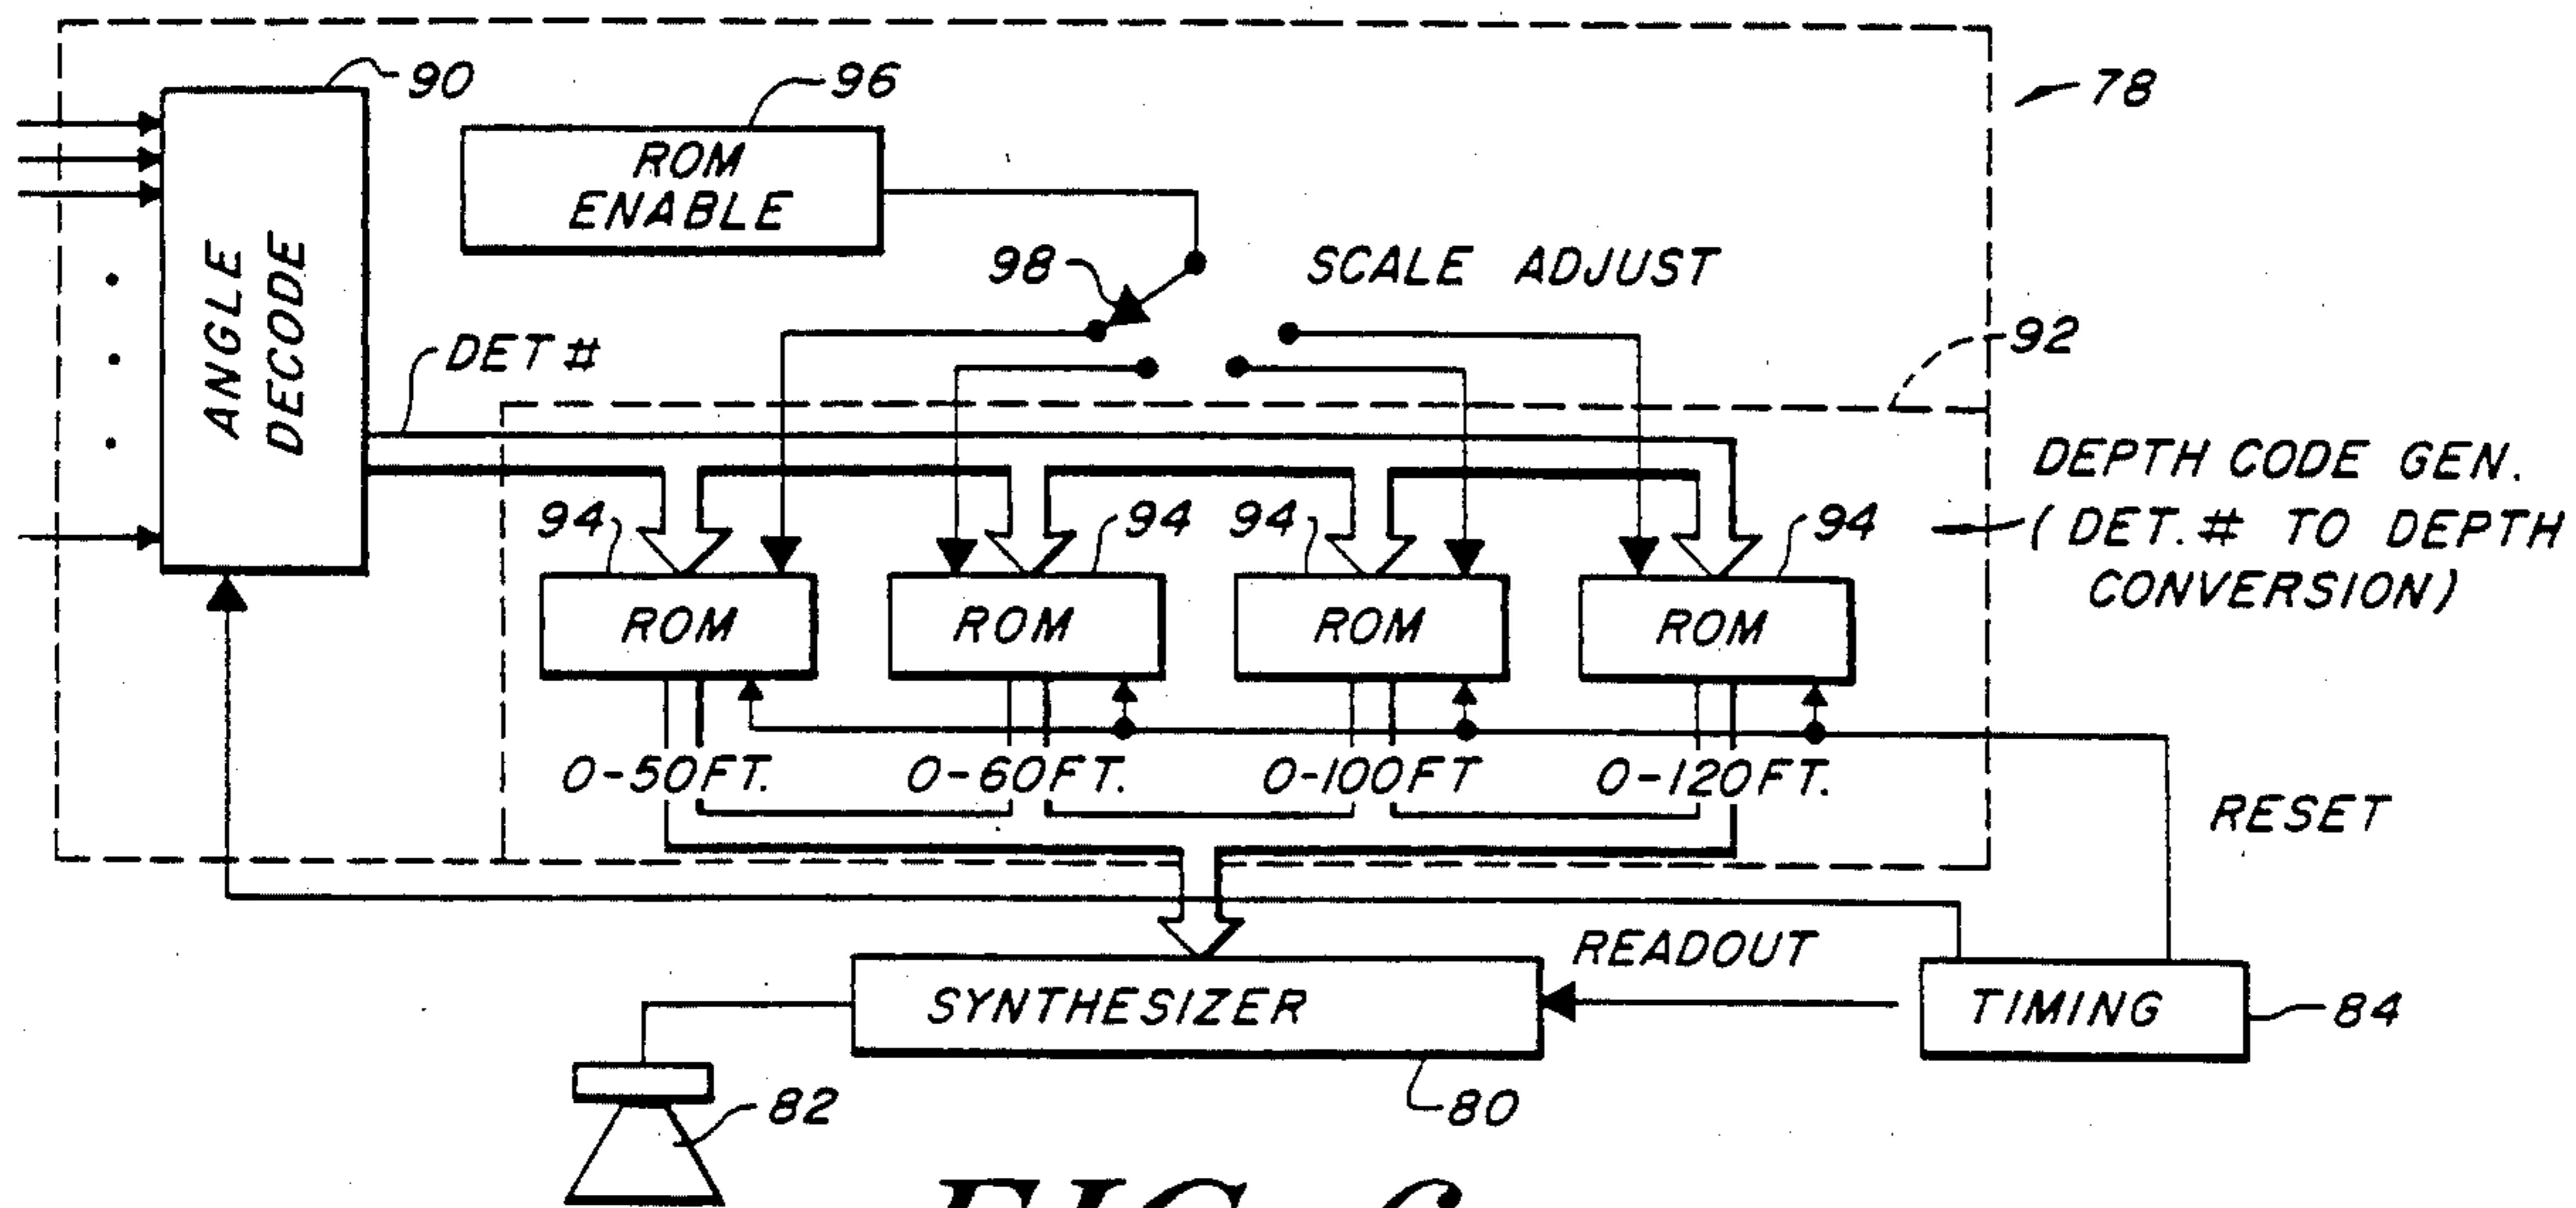 90
96
78
ROM
ENABLE
ANGLE
DECODE
98
SCALE ADJUST
DET #
92
DEPTH CODE GEN.
(DET. # TO DEPTH
CONVERSION)
94
94
94
94
ROM
ROM
ROM
ROM
0-50FT.
0-60FT.
0-100FT
0-120FT.
RESET
READOUT
SYNTHESIZER
TIMING
84
82
80
FIG. 6